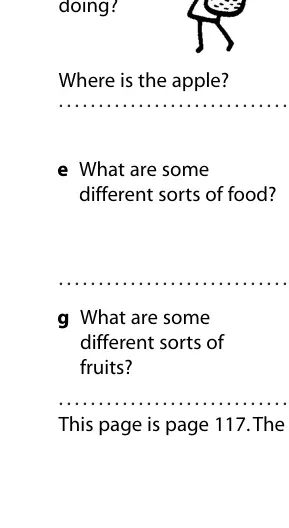 doing?
Where is the apple?
. . . . . . . . . . . . . . . . . . . . . . . . . . . . .
e What are some
different sorts of food?
. . . . . . . . . . . . . . . . . . . . . . . . . . . . .
g What are some
different sorts of
fruits?
. . . . . . . . . . . . . . . . . . . . . . . . . . . . .
This page is page 117. The